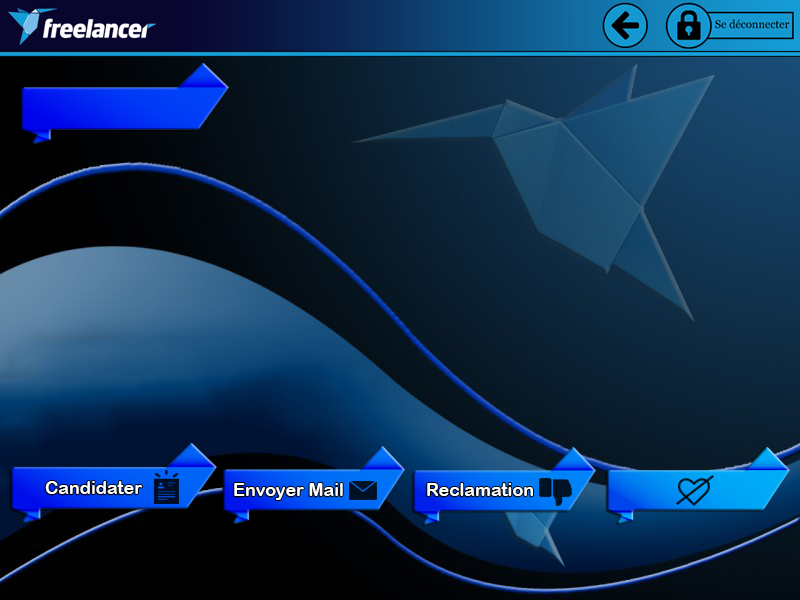 freelancer
Se déconnecter
Candidater
Envoyer Mail
Reclamation